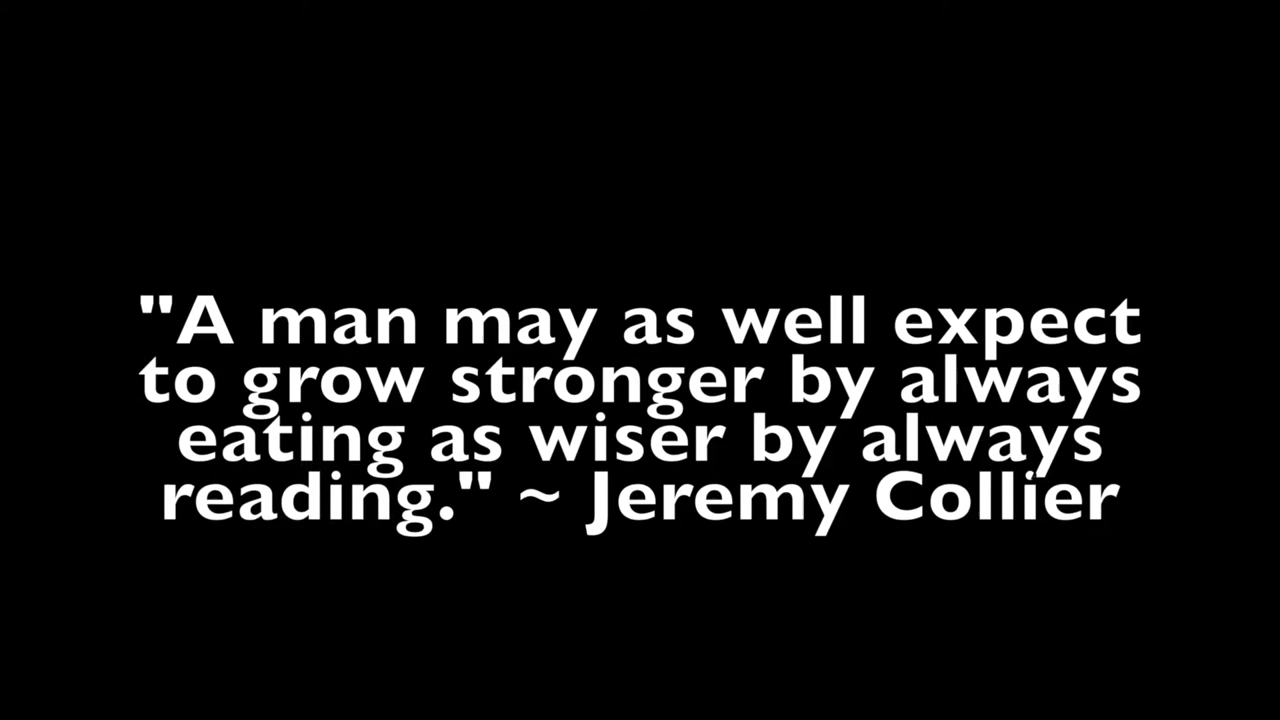 "A man may as well expect
to grow stronger by always
eating as wiser by always
reading." ~ Jeremy Collier